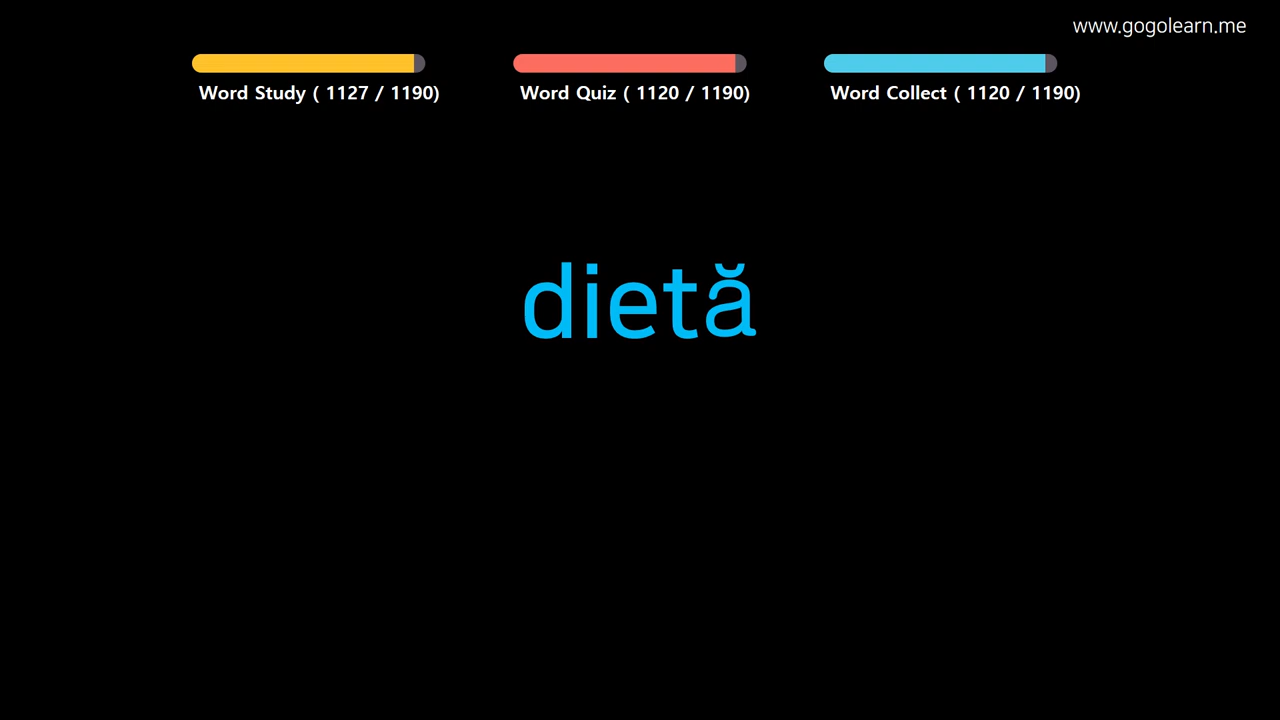 www.gogolearn.me
Word Study ( 1127 / 1190)
Word Quiz ( 1120 / 1190)
Word Collect ( 1120 / 1190)
dietă